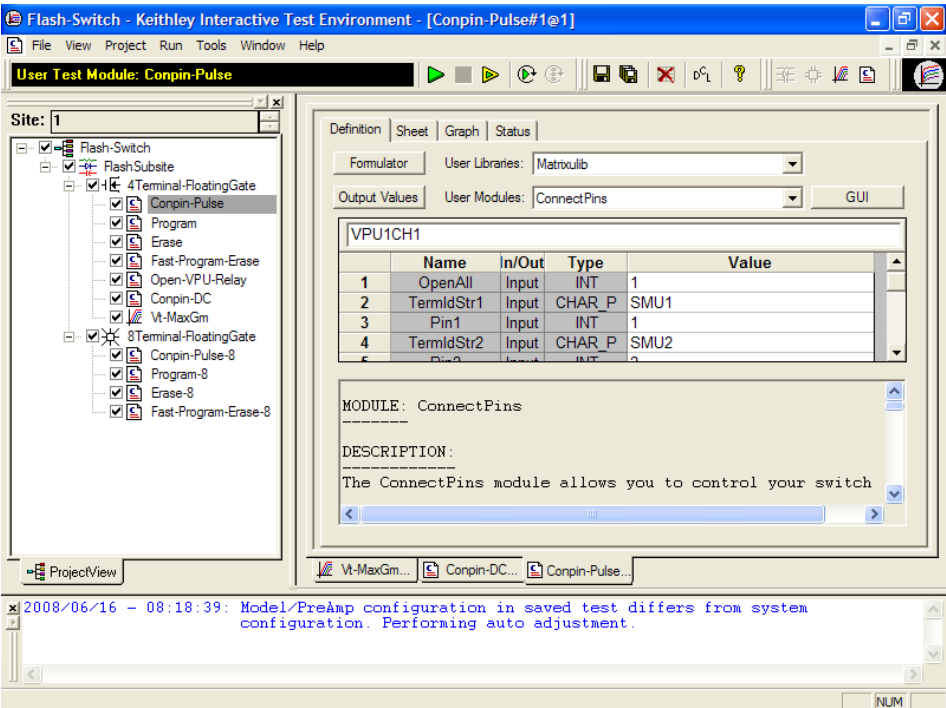 Flash-Switch - Keithley Interactive Test Environment - [Conpin-Pulse#1@1]
File View Project Run Tools Window Help
User Test Module: Conpin-Pulse
Site: 1
Flash-Switch
FlashSubsite
4Terminal-FloatingGate
Conpin-Pulse
Program
Erase
Fast-Program-Erase
Open-VPU-Relay
Conpin-DC
Vt-MaxGm
8Terminal-FloatingGate
Conpin-Pulse-8
Program-8
Erase-8
Fast-Program-Erase-8
ProjectView
Definition Sheet Graph Status
Formulator User Libraries: Matrixulib
Output Values User Modules: ConnectPins GUI
VPU1CH1
Name In/Out Type Value
1 OpenAll Input INT 1
2 TermIdStr1 Input CHAR_P SMU1
3 Pin1 Input INT 1
4 TermIdStr2 Input CHAR_P SMU2
5 Pin2 Input INT 2
MODULE: ConnectPins
-------
DESCRIPTION:
------------
The ConnectPins module allows you to control your switch
Vt-MaxGm... Conpin-DC... Conpin-Pulse...
2008/06/16 - 08:18:39: Model/PreAmp configuration in saved test differs from system
configuration. Performing auto adjustment.
NUM